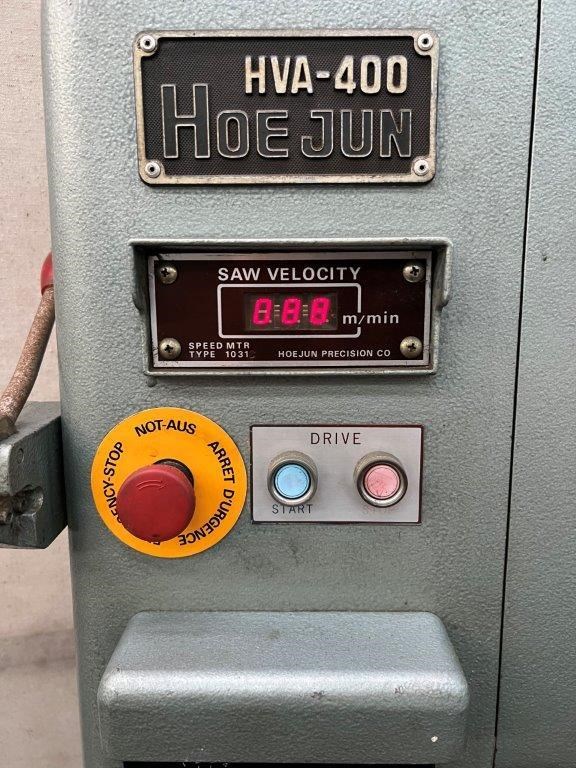 HVA-400
HOEJUN
SAW VELOCITY
m/min
SPEED MTR
TYPE 1031
HOEJUN PRECISION CO
NOT-AUS
ARRET D'URGENCE
DRIVE
START